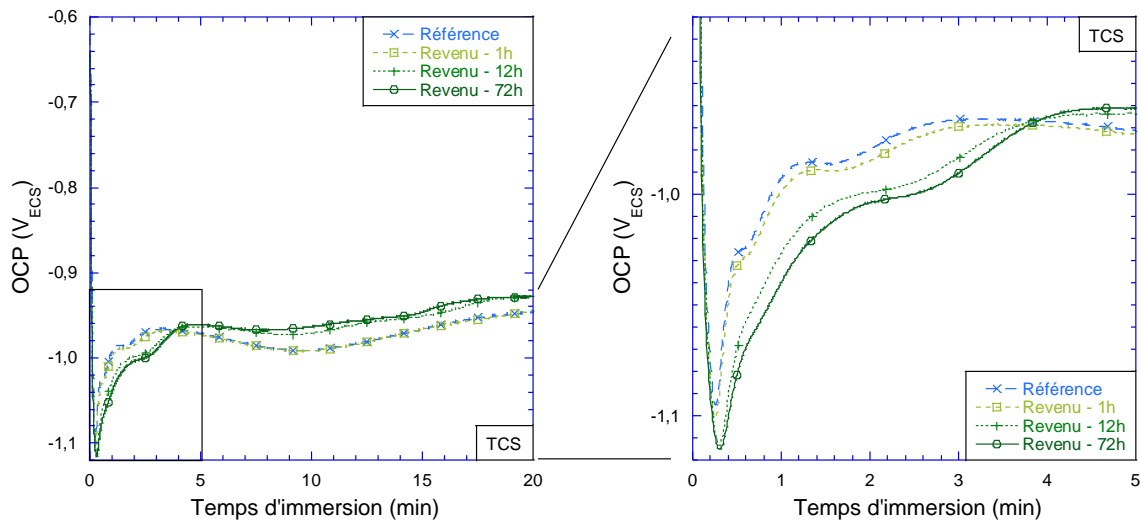 -0,6
-0,7
-0,8
-0,9
-1,0
-1,1
OCP (V_ECS)
Référence
Revenu - 1h
Revenu - 12h
Revenu - 72h
TCS
0
5
10
15
20
Temps d'immersion (min)
TCS
-1,0
-1,1
OCP (V_ECS)
Référence
Revenu - 1h
Revenu - 12h
Revenu - 72h
0
1
2
3
4
5
Temps d'immersion (min)